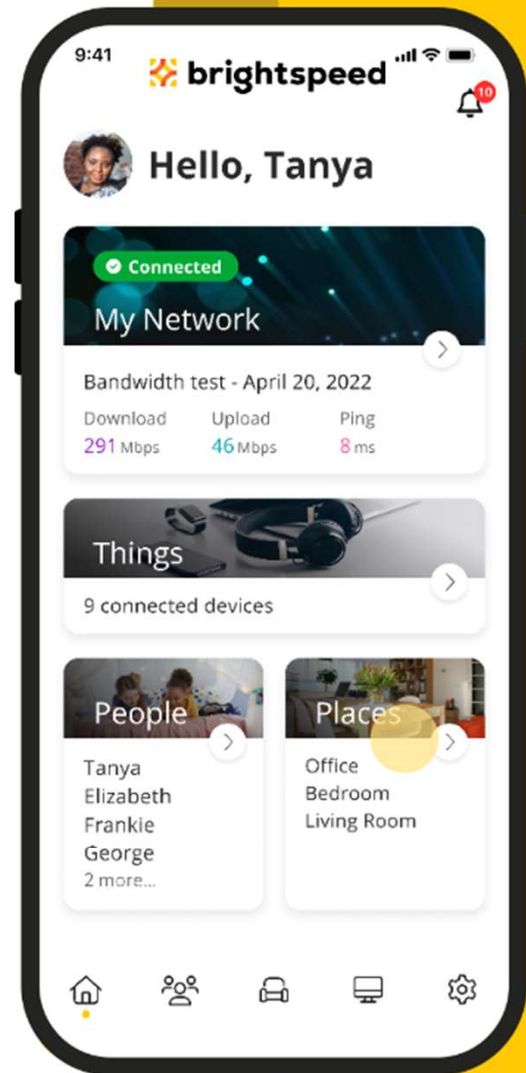 9:41
brightspeed
10
Hello, Tanya
Connected
My Network
Bandwidth test - April 20, 2022
Download Upload Ping
291 Mbps 46 Mbps 8 ms
Things
9 connected devices
People
Tanya
Elizabeth
Frankie
George
2 more...
Places
Office
Bedroom
Living Room